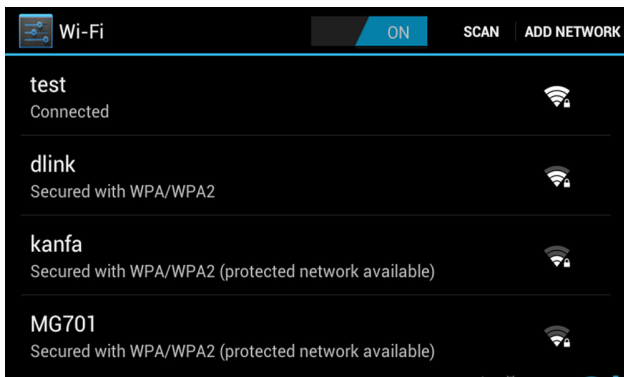 Wi-Fi ON SCAN ADD NETWORK
test
Connected
dlink
Secured with WPA/WPA2
kanfa
Secured with WPA/WPA2 (protected network available)
MG701
Secured with WPA/WPA2 (protected network available)